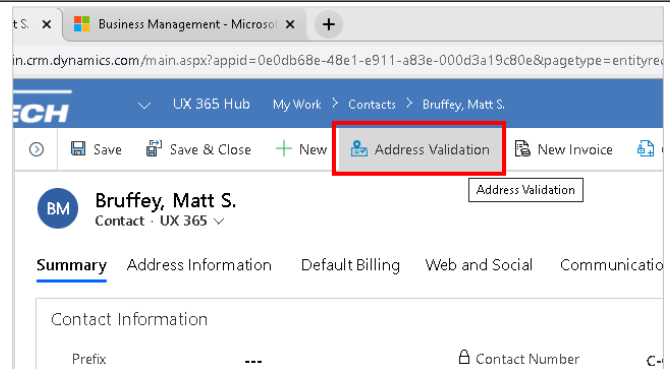 t S. × Business Management - Microso × +
in.crm.dynamics.com/main.aspx?appid=0e0db68e-48e1-e911-a83e-000d3a19c80e&pagetype=entityrec
ECH UX 365 Hub My Work > Contacts > Bruffey, Matt S.
Save Save & Close + New Address Validation New Invoice
BM Bruffey, Matt S. Address Validation
Contact · UX 365
Summary Address Information Default Billing Web and Social Communicatio
Contact Information
Prefix --- Contact Number C-